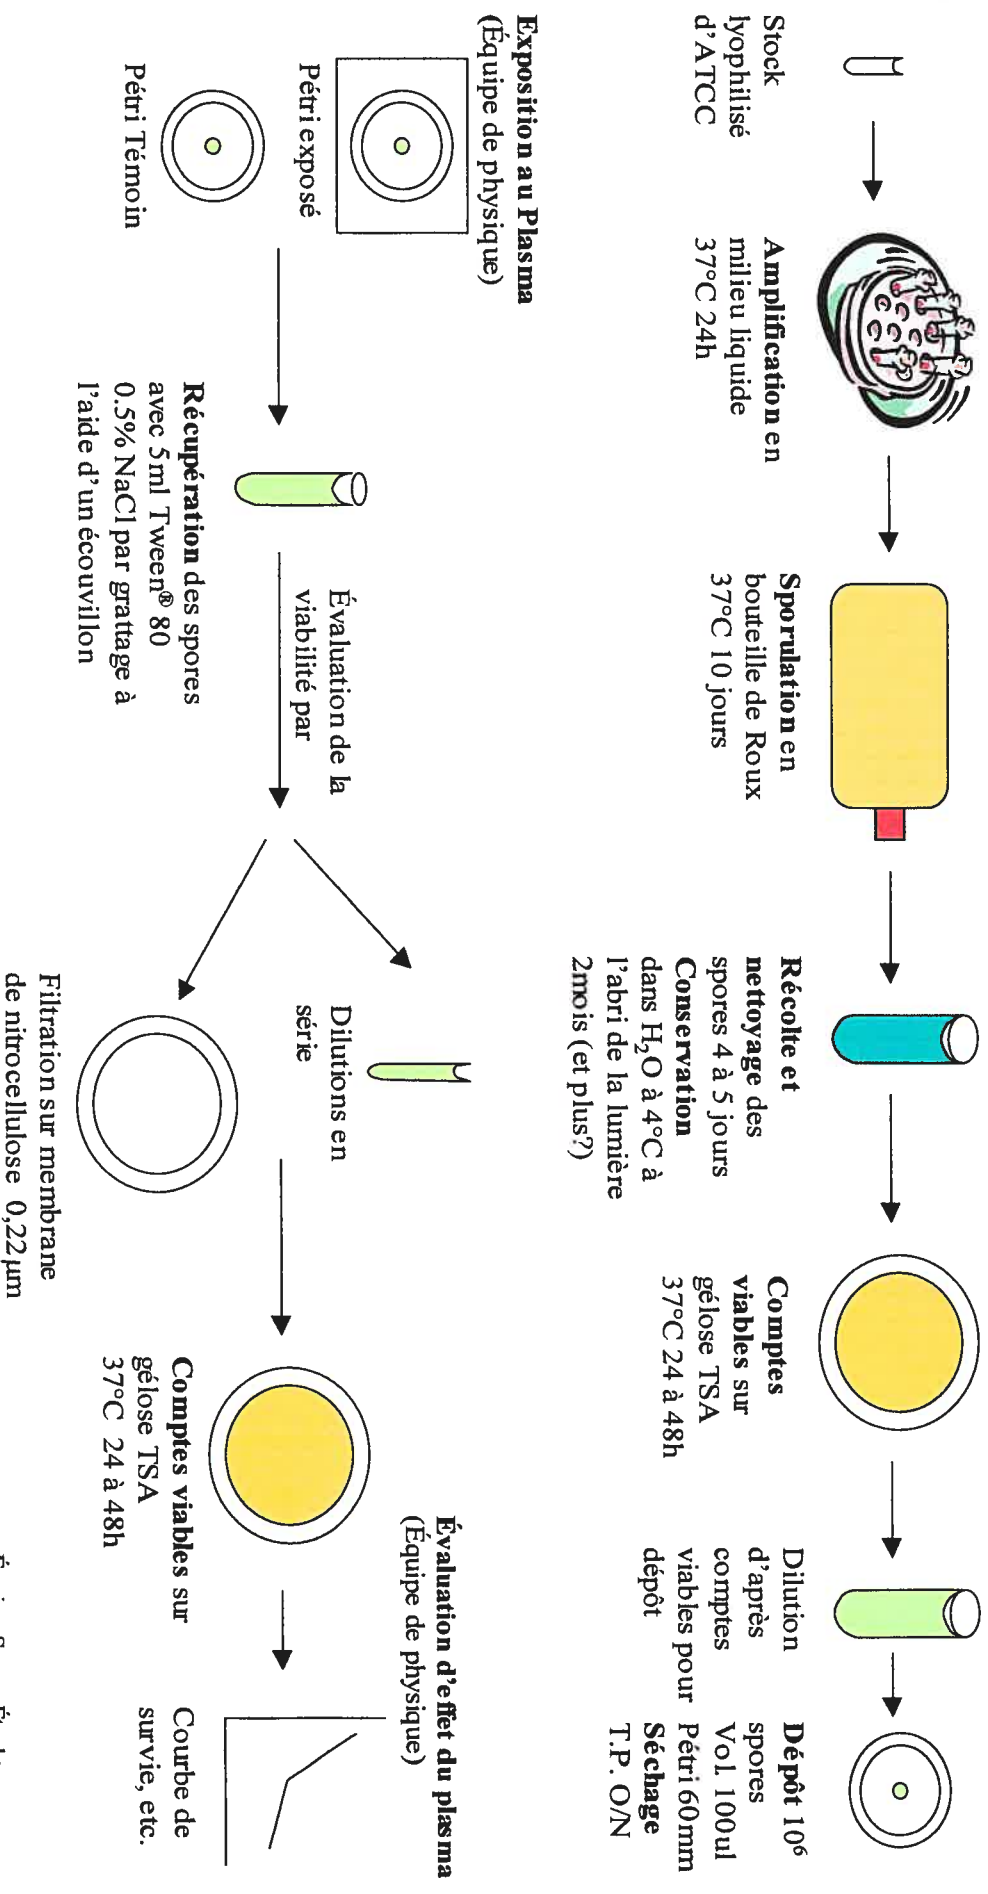 Stock
lyophilisé
d'ATCC
Amplification en
milieu liquide
37°C 24h
Sporulation en
bouteille de Roux
37°C 10 jours
Récolte et
nettoyage des
spores 4 à 5 jours
Conservation
dans H₂O à 4°C à
l'abri de la lumière
2mois (et plus?)
Comptes
viables sur
gélose TSA
37°C 24 à 48h
Dilution
d'après
comptes
viables pour
dépôt
Dépôt 10⁶
spores
Vol. 100ul
Pétri 60mm
Séchage
T.P. O/N
Exposition au Plasma
(Équipe de physique)
Pétri exposé
Pétri Témoin
Récupération des spores
avec 5ml Tween® 80
0.5% NaCl par grattage à
l'aide d'un écouvillon
Évaluation de la
viabilité par
Dilutions en
série
Filtration sur membrane
de nitrocellulose 0,22µm
Comptes viables sur
gélose TSA
37°C 24 à 48h
Évaluation d'effet du plasma
(Équipe de physique)
Courbe de
survie, etc.